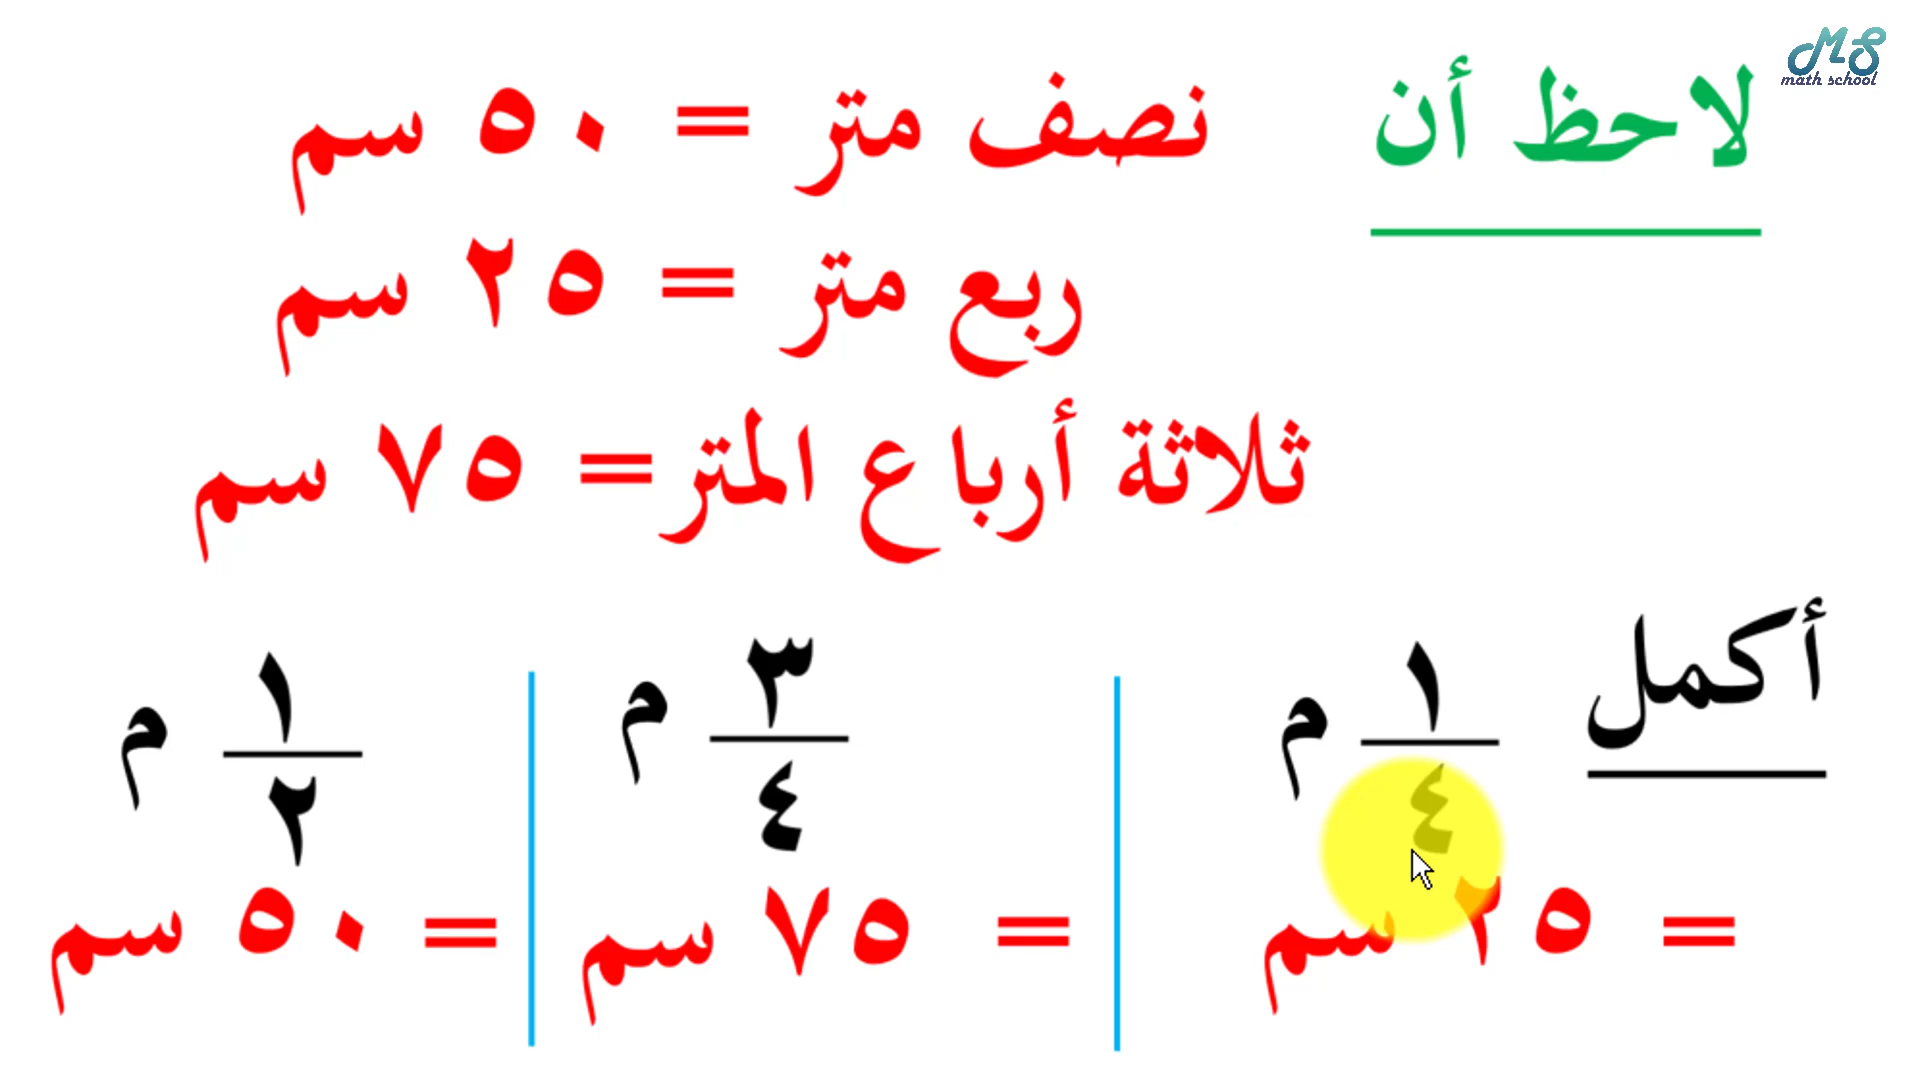 MS
math school
لاحظ أن
نصف متر = ٥٠ سم
ربع متر = ٢٥ سم
ثلاثة أرباع المتر = ٧٥ سم
أكمل
١/٤ م
= ٢٥ سم
٣/٤ م
= ٧٥ سم
١/٢ م
= ٥٠ سم